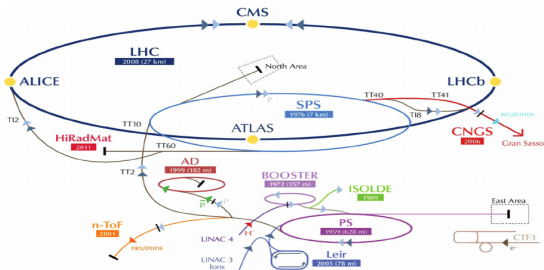 CMS
LHC
2008 (27 km)
North Area
ALICE
LHCb
TT40
TT41
SPS
1976 (7 km)
TI2
TT10
TI8
neutrinos
ATLAS
CNGS
2006
Gran Sasso
HiRadMat
2011
TT60
AD
1999 (182 m)
TT2
BOOSTER
1972 (157 m)
ISOLDE
1989
p
East Area
n-ToF
2001
PS
1959 (628 m)
neutrons
LINAC 4
H-
CTF3
e-
LINAC 3
Ions
Leir
2005 (78 m)